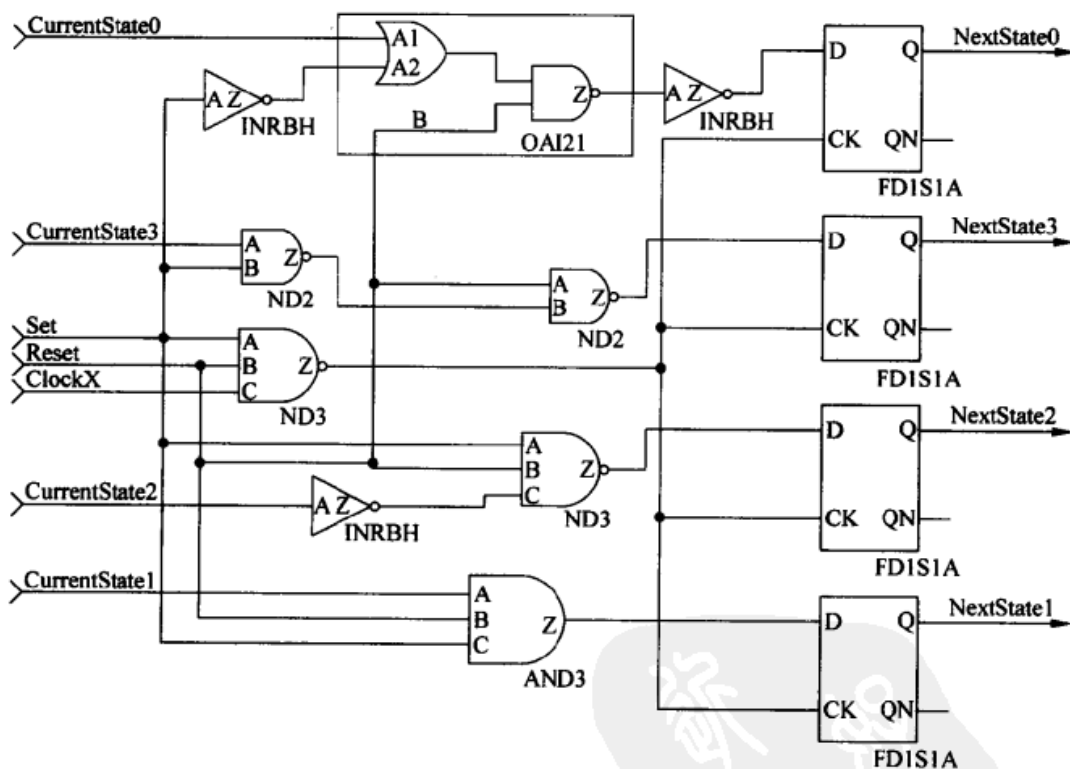 CurrentState0
A1
A2
A Z
INRBH
B
Z
OAI21
A Z
INRBH
D
Q
NextState0
CK
QN
FD1S1A
CurrentState3
A
B
Z
ND2
A
B
Z
ND2
D
Q
NextState3
CK
QN
FD1S1A
Set
Reset
ClockX
A
B
C
Z
ND3
A
B
C
Z
ND3
D
Q
NextState2
CK
QN
FD1S1A
CurrentState2
A Z
INRBH
CurrentState1
A
B
C
Z
AND3
D
Q
NextState1
CK
QN
FD1S1A